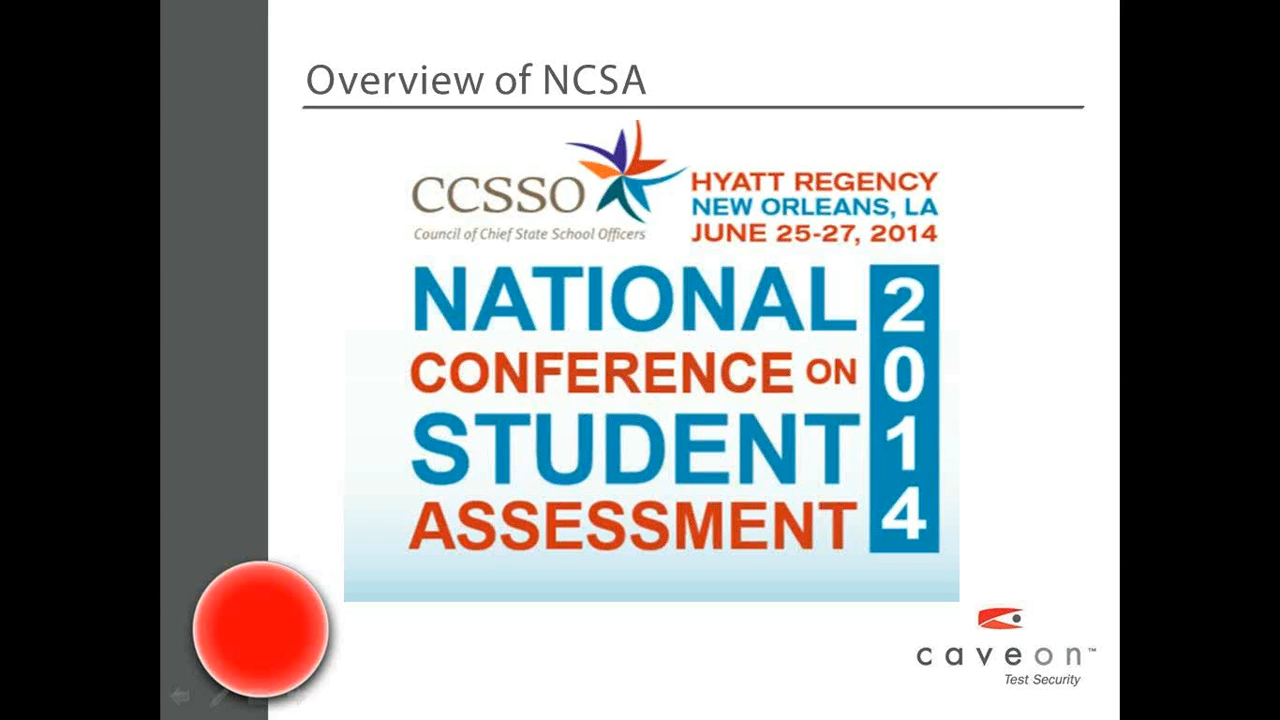 Overview of NCSA
CCSSO
Council of Chief State School Officers
HYATT REGENCY
NEW ORLEANS, LA
JUNE 25-27, 2014
NATIONAL
CONFERENCE ON
STUDENT
ASSESSMENT
2014
caveon™
Test Security